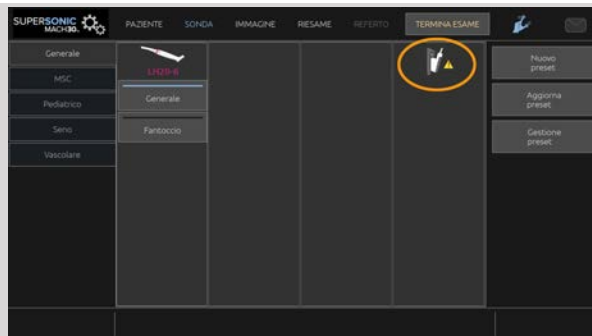 SUPERSONIC
MACH30.
PAZIENTE SONDA IMMAGINE RIESAME REFERTO TERMINA ESAME
Generale
MSC
Pediatrico
Seno
Vascolare
LH20-6
Generale
Fantoccio
Nuovo
preset
Aggiorna
preset
Gestione
preset